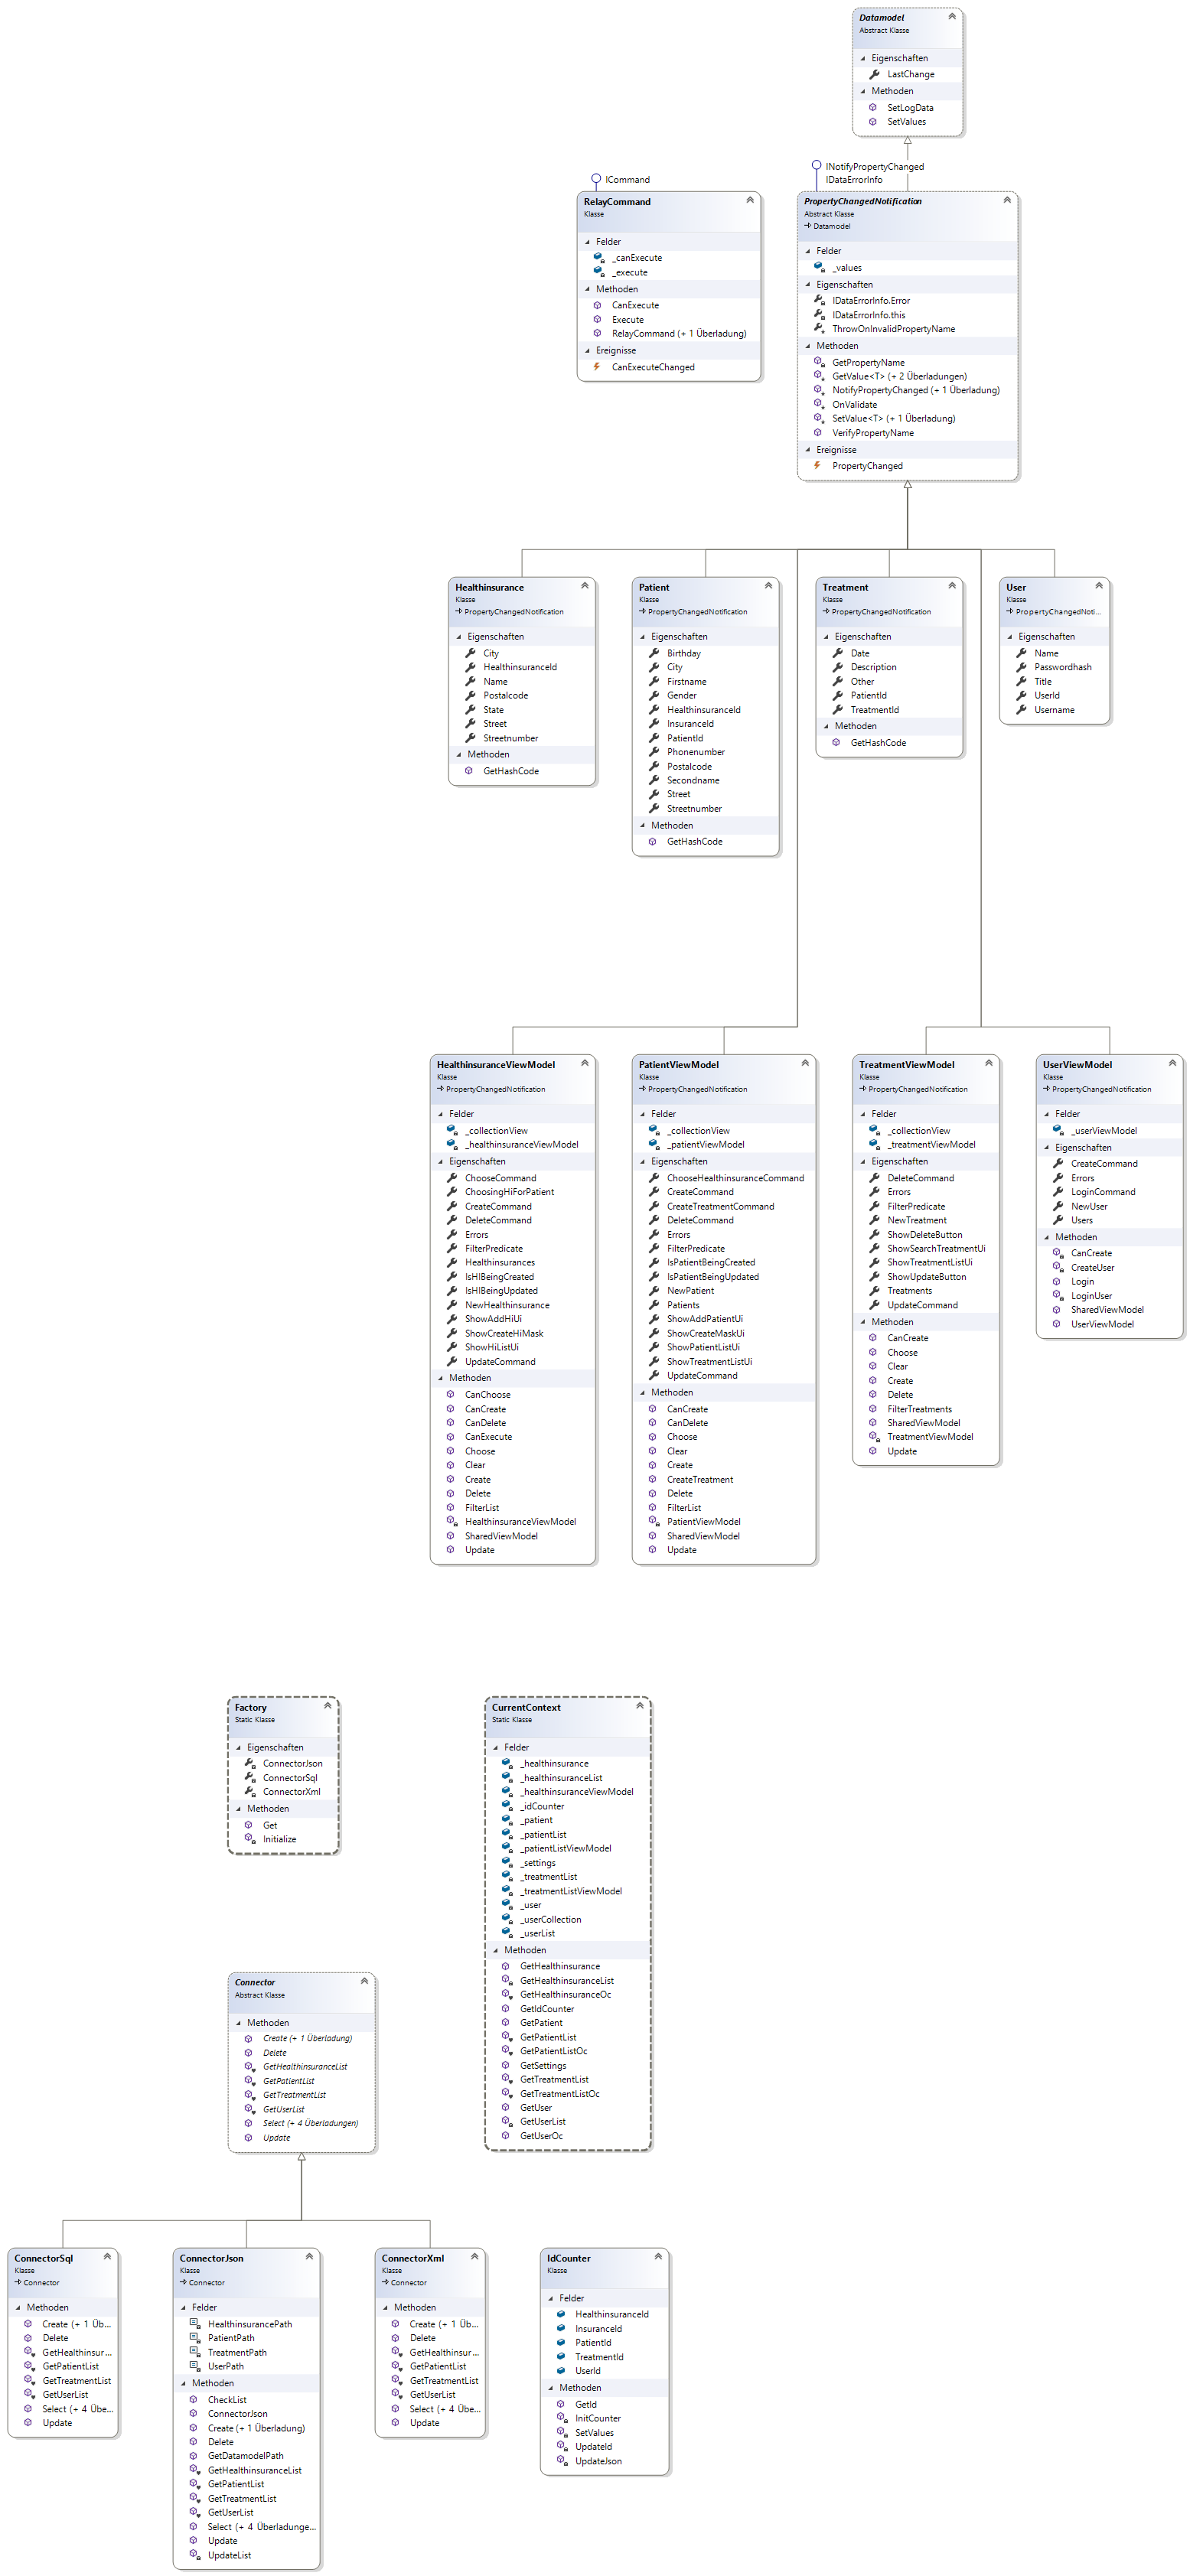 Datamodel
Abstract Klasse
Eigenschaften
LastChange
Methoden
SetLogData
SetValues
ICommand
RelayCommand
Klasse
Felder
_canExecute
_execute
Methoden
CanExecute
Execute
RelayCommand (+ 1 Überladung)
Ereignisse
CanExecuteChanged
INotifyPropertyChanged
IDataErrorInfo
PropertyChangedNotification
Abstract Klasse
Datamodel
Felder
_values
Eigenschaften
IDataErrorInfo.Error
IDataErrorInfo.this
ThrowOnInvalidPropertyName
Methoden
GetPropertyName
GetValue<T> (+ 2 Überladungen)
NotifyPropertyChanged (+ 1 Überladung)
OnValidate
SetValue<T> (+ 1 Überladung)
VerifyPropertyName
Ereignisse
PropertyChanged
Healthinsurance
Klasse
PropertyChangedNotification
Eigenschaften
City
HealthinsuranceId
Name
Postalcode
State
Street
Streetnumber
Methoden
GetHashCode
Patient
Klasse
PropertyChangedNotification
Eigenschaften
Birthday
City
Firstname
Gender
HealthinsuranceId
InsuranceId
PatientId
Phonenumber
Postalcode
Secondname
Street
Streetnumber
Methoden
GetHashCode
Treatment
Klasse
PropertyChangedNotification
Eigenschaften
Date
Description
Other
PatientId
TreatmentId
Methoden
GetHashCode
User
Klasse
PropertyChangedNoti...
Eigenschaften
Name
Passwordhash
Title
UserId
Username
HealthinsuranceViewModel
Klasse
PropertyChangedNotification
Felder
_collectionView
_healthinsuranceViewModel
Eigenschaften
ChooseCommand
ChoosingHiForPatient
CreateCommand
DeleteCommand
Errors
FilterPredicate
Healthinsurances
IsHIBeingCreated
IsHIBeingUpdated
NewHealthinsurance
ShowAddHiUi
ShowCreateHiMask
ShowHiListUi
UpdateCommand
Methoden
CanChoose
CanCreate
CanDelete
CanExecute
Choose
Clear
Create
Delete
FilterList
HealthinsuranceViewModel
SharedViewModel
Update
PatientViewModel
Klasse
PropertyChangedNotification
Felder
_collectionView
_patientViewModel
Eigenschaften
ChooseHealthinsuranceCommand
CreateCommand
CreateTreatmentCommand
DeleteCommand
Errors
FilterPredicate
IsPatientBeingCreated
IsPatientBeingUpdated
NewPatient
Patients
ShowAddPatientUi
ShowCreateMaskUi
ShowPatientListUi
ShowTreatmentListUi
UpdateCommand
Methoden
CanCreate
CanDelete
Choose
Clear
Create
CreateTreatment
Delete
FilterList
PatientViewModel
SharedViewModel
Update
TreatmentViewModel
Klasse
PropertyChangedNotification
Felder
_collectionView
_treatmentViewModel
Eigenschaften
DeleteCommand
Errors
FilterPredicate
NewTreatment
ShowDeleteButton
ShowSearchTreatmentUi
ShowTreatmentListUi
ShowUpdateButton
Treatments
UpdateCommand
Methoden
CanCreate
Choose
Clear
Create
Delete
FilterTreatments
SharedViewModel
TreatmentViewModel
Update
UserViewModel
Klasse
PropertyChangedNotification
Felder
_userViewModel
Eigenschaften
CreateCommand
Errors
LoginCommand
NewUser
Users
Methoden
CanCreate
CreateUser
Login
LoginUser
SharedViewModel
UserViewModel
Factory
Static Klasse
Eigenschaften
ConnectorJson
ConnectorSql
ConnectorXml
Methoden
Get
Initialize
CurrentContext
Static Klasse
Felder
_healthinsurance
_healthinsuranceList
_healthinsuranceViewModel
_idCounter
_patient
_patientList
_patientListViewModel
_settings
_treatmentList
_treatmentListViewModel
_user
_userCollection
_userList
Methoden
GetHealthinsurance
GetHealthinsuranceList
GetHealthinsuranceOc
GetIdCounter
GetPatient
GetPatientList
GetPatientListOc
GetSettings
GetTreatmentList
GetTreatmentListOc
GetUser
GetUserList
GetUserOc
Connector
Abstract Klasse
Methoden
Create (+ 1 Überladung)
Delete
GetHealthinsuranceList
GetPatientList
GetTreatmentList
GetUserList
Select (+ 4 Überladungen)
Update
ConnectorSql
Klasse
Connector
Methoden
Create (+ 1 Üb...
Delete
GetHealthinsur...
GetPatientList
GetTreatmentList
GetUserList
Select (+ 4 Übe...
Update
ConnectorJson
Klasse
Connector
Felder
HealthinsurancePath
PatientPath
TreatmentPath
UserPath
Methoden
CheckList
ConnectorJson
Create (+ 1 Überladung)
Delete
GetDatamodelPath
GetHealthinsuranceList
GetPatientList
GetTreatmentList
GetUserList
Select (+ 4 Überladunge...
Update
UpdateList
ConnectorXml
Klasse
Connector
Methoden
Create (+ 1 Üb...
Delete
GetHealthinsur...
GetPatientList
GetTreatmentList
GetUserList
Select (+ 4 Übe...
Update
IdCounter
Klasse
Felder
HealthinsuranceId
InsuranceId
PatientId
TreatmentId
UserId
Methoden
GetId
InitCounter
SetValues
UpdateId
UpdateJson